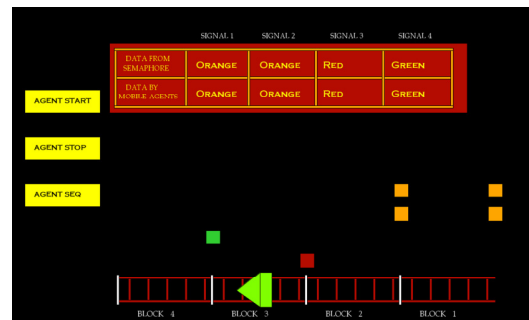 SIGNAL 1 SIGNAL 2 SIGNAL 3 SIGNAL 4
DATA FROM
SEMAPHORE
ORANGE ORANGE RED GREEN
DATA BY
MOBILE AGENTS
ORANGE ORANGE RED GREEN
AGENT START
AGENT STOP
AGENT SEQ
BLOCK 4 BLOCK 3 BLOCK 2 BLOCK 1